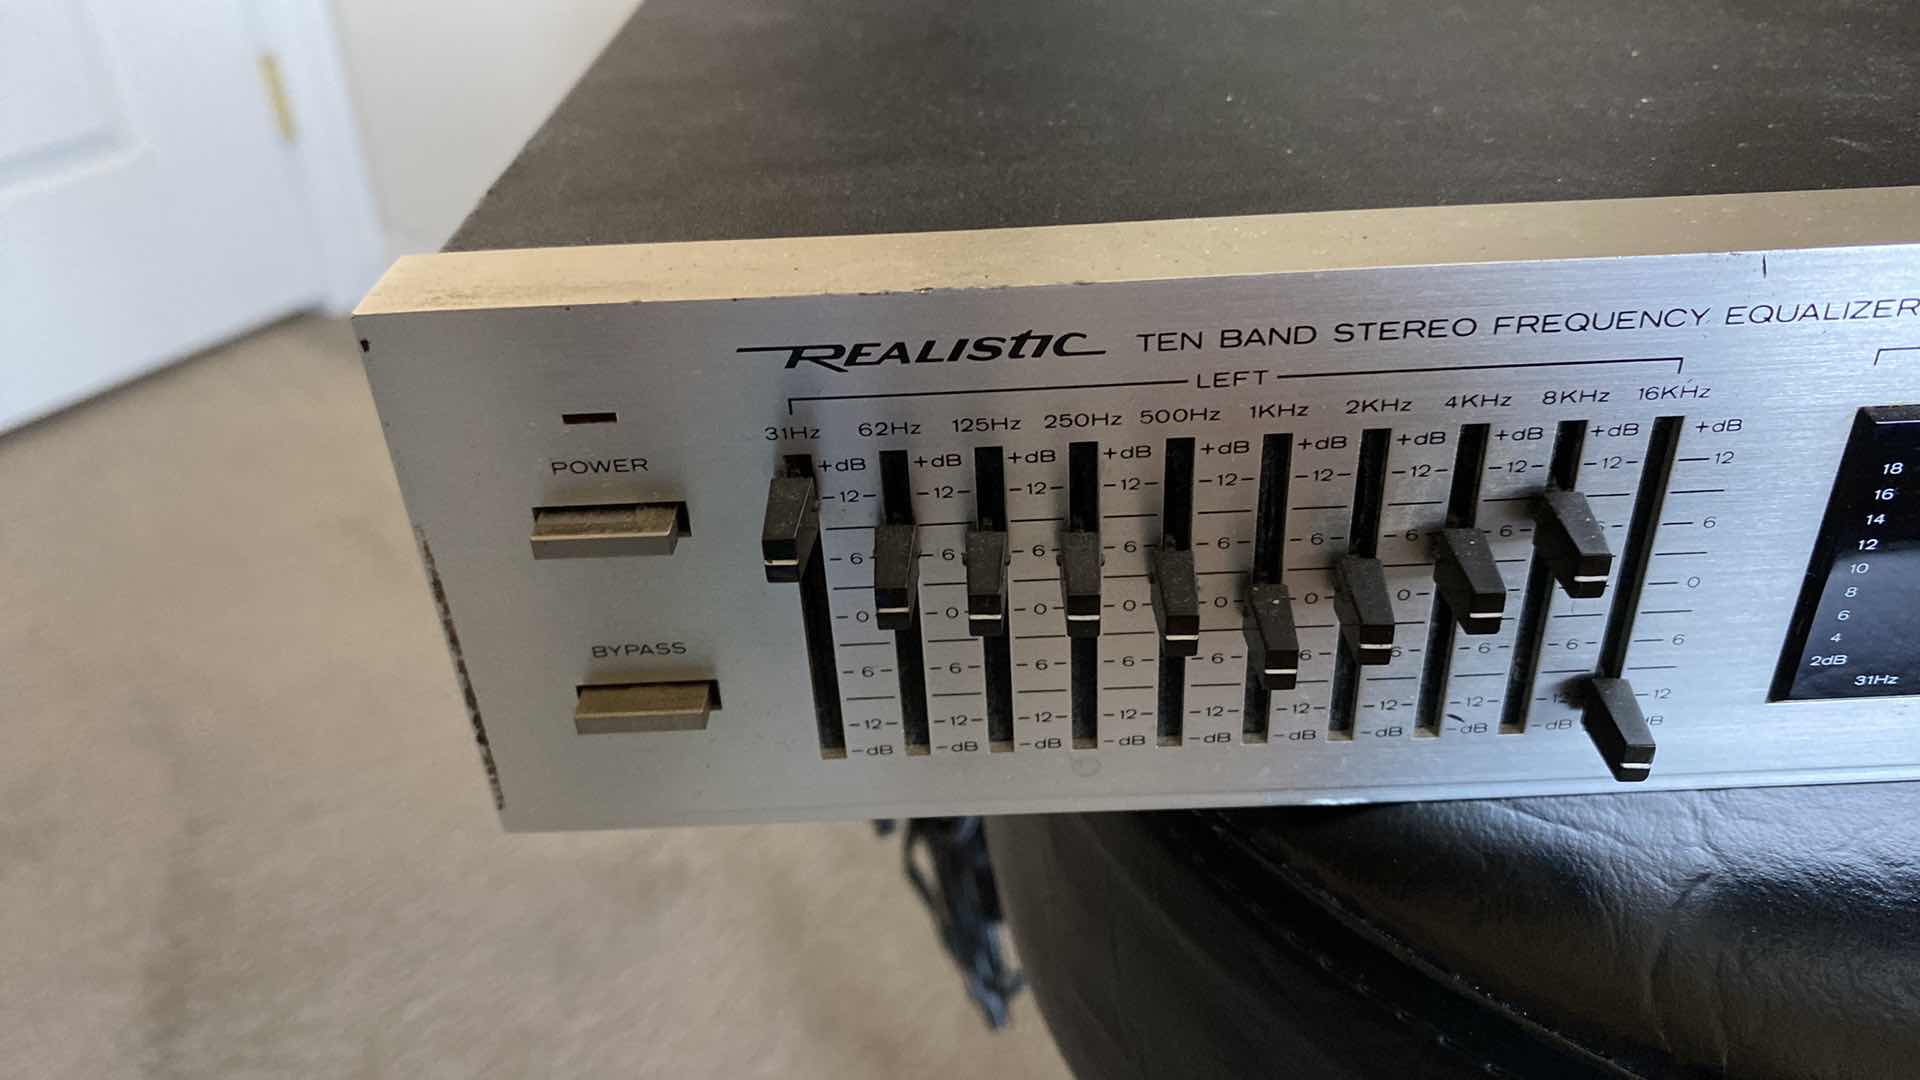 REALISTIC TEN BAND STEREO FREQUENCY EQUALIZER
LEFT
31Hz 62Hz 125Hz 250Hz 500Hz 1KHz 2KHz 4KHz 8KHz 16KHz
+dB +dB +dB +dB +dB +dB +dB +dB +dB +dB
-12- -12- -12- -12- -12- -12- -12- -12- -12- 12
6 6 6 6 6 6 6 6 6 6
0 0 0 0 0 0 0 0
6 6 6 6 6 6 6 6 6 6
-12- -12- -12- -12- -12- -12- -12- -12- 12
-dB -dB -dB -dB -dB -dB -dB -dB -dB
POWER
BYPASS
18
16
14
12
10
8
6
4
2dB
31Hz